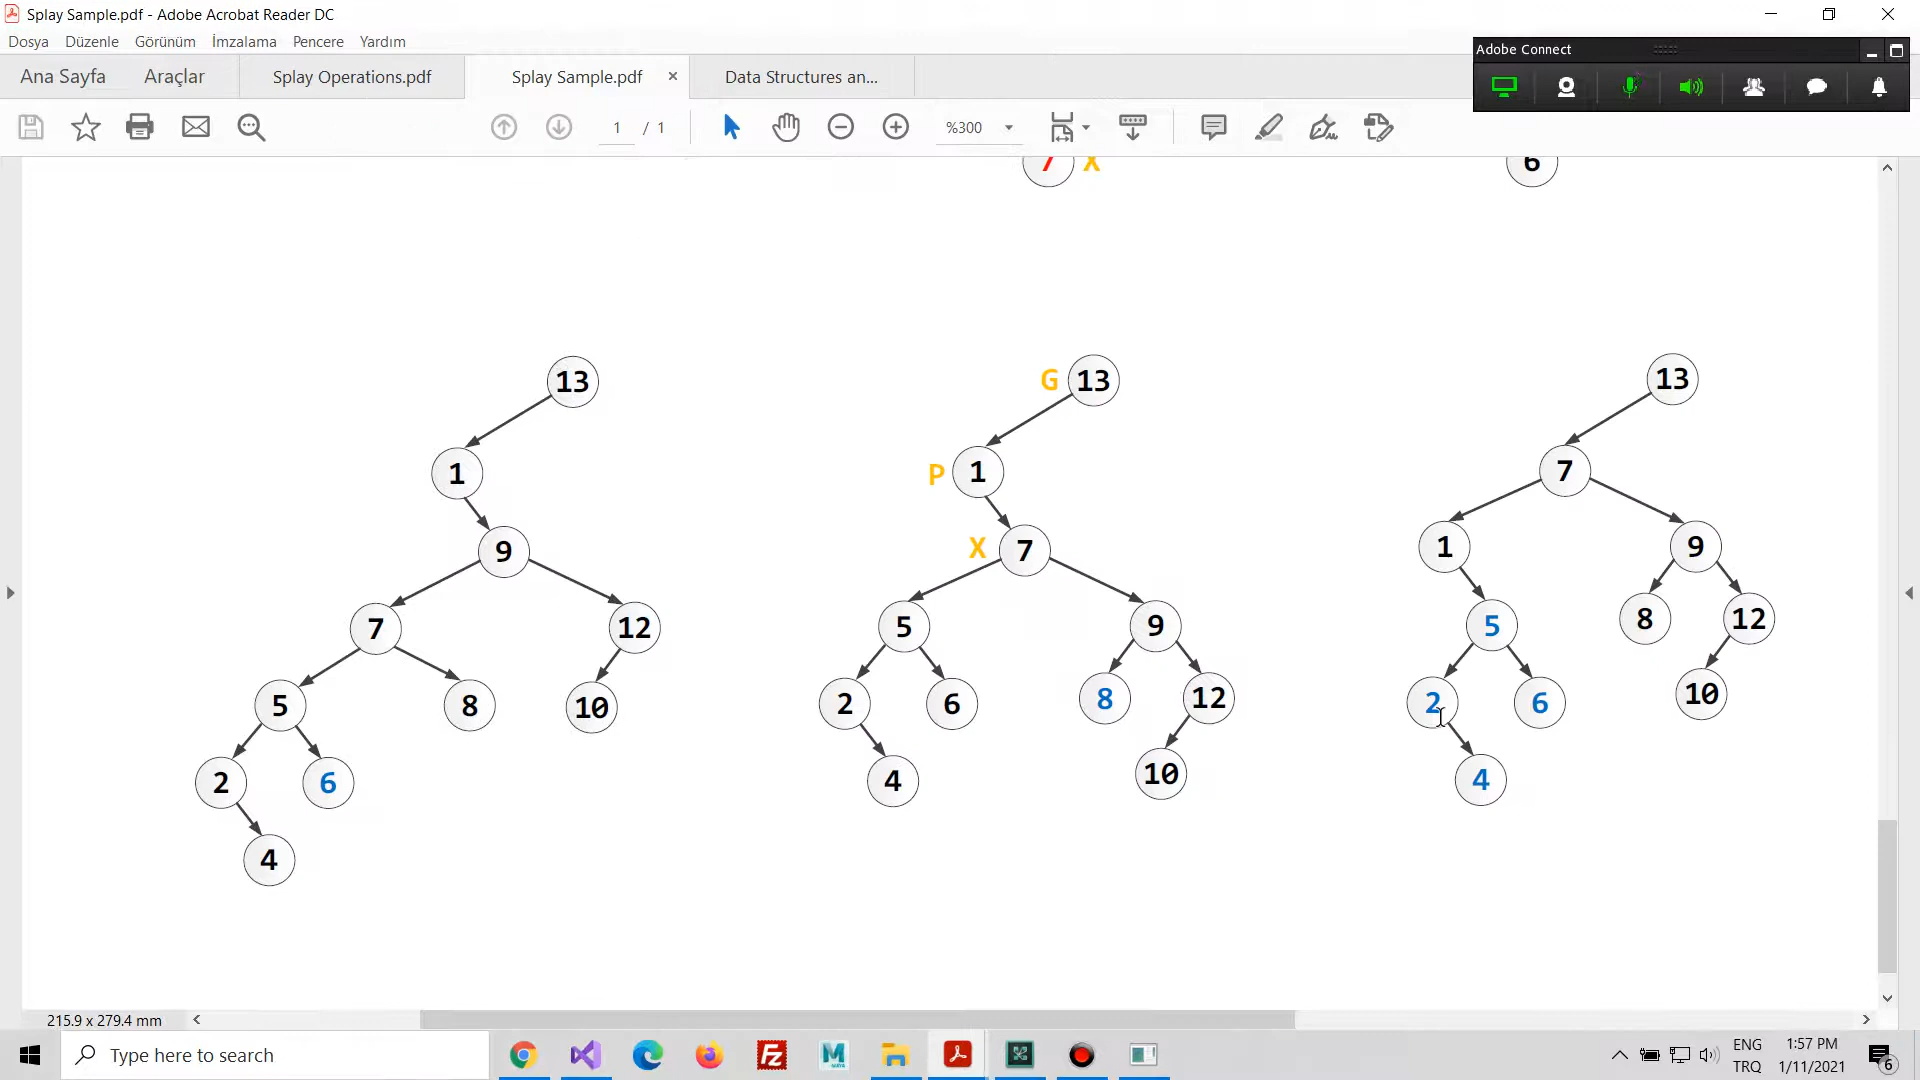 Splay Sample.pdf - Adobe Acrobat Reader DC
Dosya Düzenle Görünüm İmzalama Pencere Yardım
Adobe Connect
Ana Sayfa Araçlar Splay Operations.pdf Splay Sample.pdf × Data Structures an...
1 / 1 %300
7 X 6
13 G 13 13
1 P 1 7
9 X 7 1 9
7 12 5 9 5 8 12
5 8 10 2 6 8 12 2 6 10
2 6 4 10 4
4
215.9 x 279.4 mm
Type here to search
ENG 1:57 PM
TRQ 1/11/2021 6